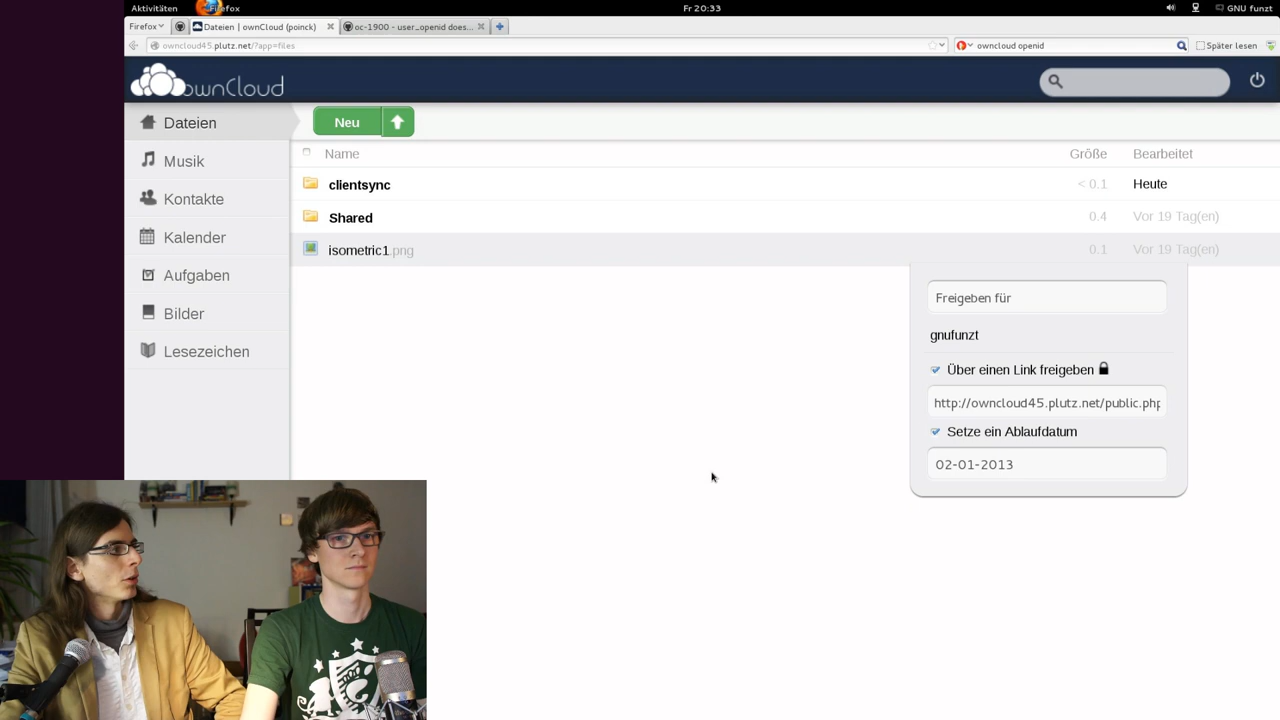 Aktivitäten Firefox Fr 20:33 GNU funzt
Firefox Dateien | ownCloud (poinck) oc-1900 - user_openid does...
owncloud45.plutz.net/?app=files owncloud openid Später lesen
ownCloud
Dateien
Musik
Kontakte
Kalender
Aufgaben
Bilder
Lesezeichen
Neu
Name Größe Bearbeitet
clientsync < 0.1 Heute
Shared 0.4 Vor 19 Tag(en)
isometric1.png 0.1 Vor 19 Tag(en)
Freigeben für
gnufunzt
Über einen Link freigeben
http://owncloud45.plutz.net/public.php
Setze ein Ablaufdatum
02-01-2013